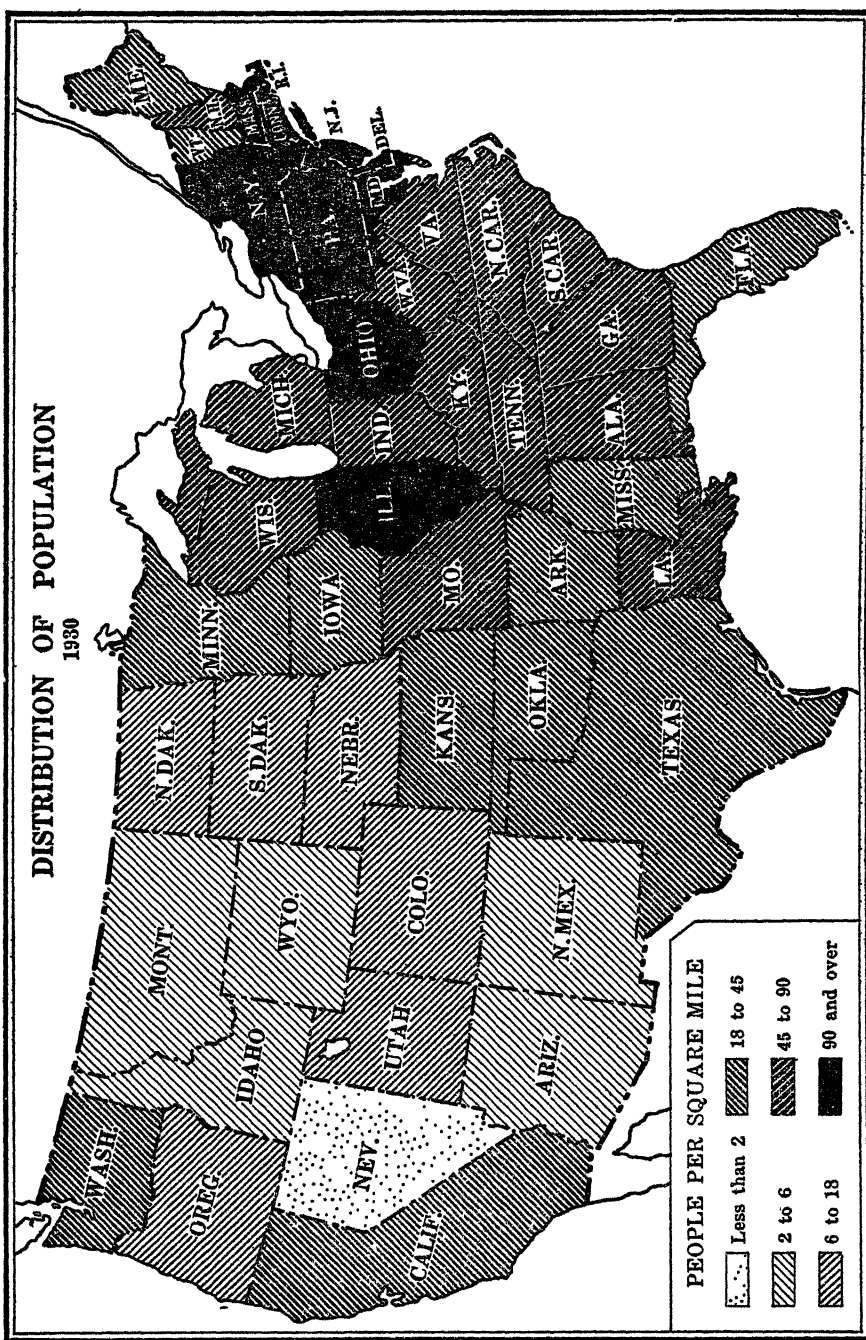 DISTRIBUTION OF POPULATION
1930
WASH.
OREG.
CALIF.
NEV.
IDAHO
MONT.
WYO.
UTAH
COLO.
ARIZ.
N.MEX.
N.DAK.
S.DAK.
NEBR.
KANS.
OKLA
TEXAS
MINN.
IOWA
MO.
ARK.
LA.
WIS.
ILL
MICH.
IND.
OHIO
KY.
TENN.
MISS.
ALA.
GA.
FLA.
S.CAR.
N.CAR.
VA.
W.VA.
MD.
DEL.
PA.
N.J.
N.Y.
CONN.
R.I.
MASS.
VT.
N.H.
ME.
PEOPLE PER SQUARE MILE
Less than 2
2 to 6
6 to 18
18 to 45
45 to 90
90 and over